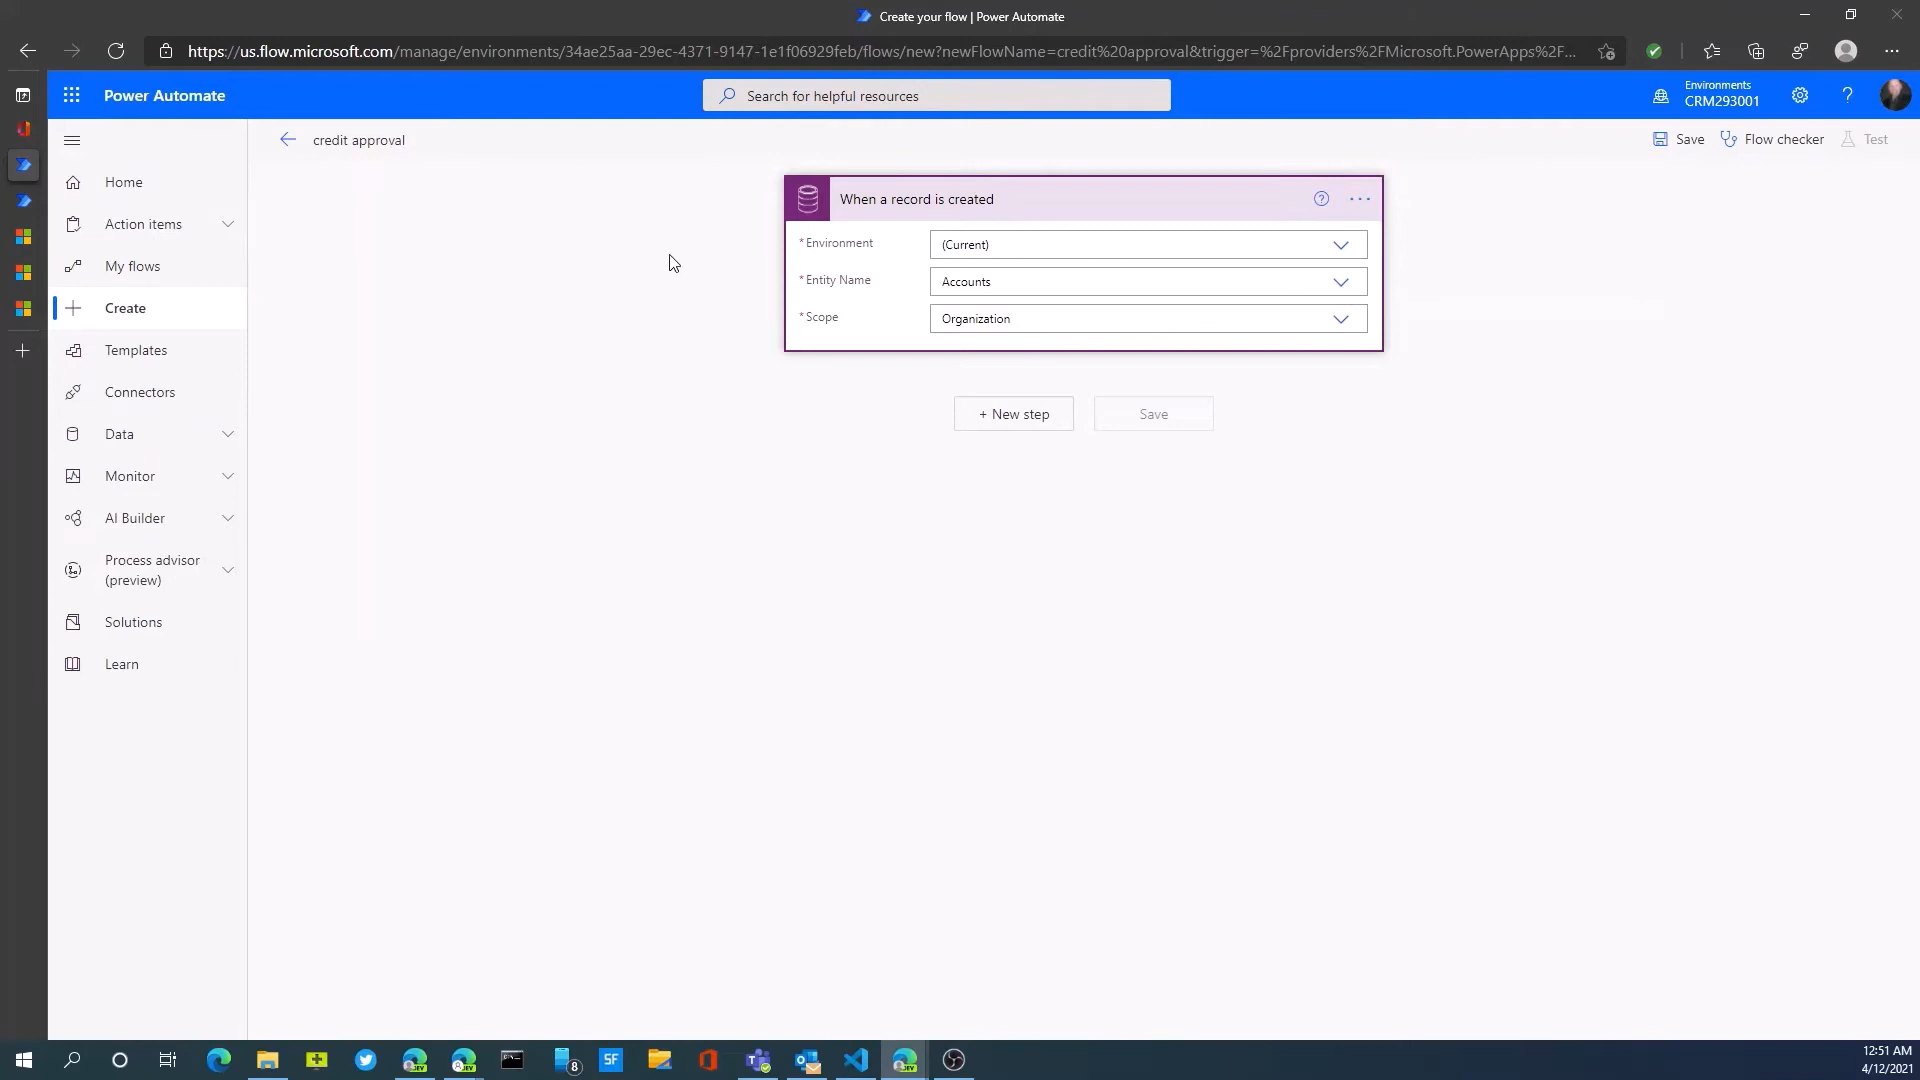 Create your flow | Power Automate
https://us.flow.microsoft.com/manage/environments/34ae25aa-29ec-4371-9147-1e1f06929feb/flows/new?newFlowName=credit%20approval&trigger=%2Fproviders%2FMicrosoft.PowerApps%2F...
Power Automate
Search for helpful resources
Environments
CRM293001
credit approval
Save
Flow checker
Test
Home
Action items
My flows
Create
Templates
Connectors
Data
Monitor
AI Builder
Process advisor
(preview)
Solutions
Learn
When a record is created
* Environment
(Current)
* Entity Name
Accounts
* Scope
Organization
+ New step
Save
8
SF
12:51 AM
4/12/2021